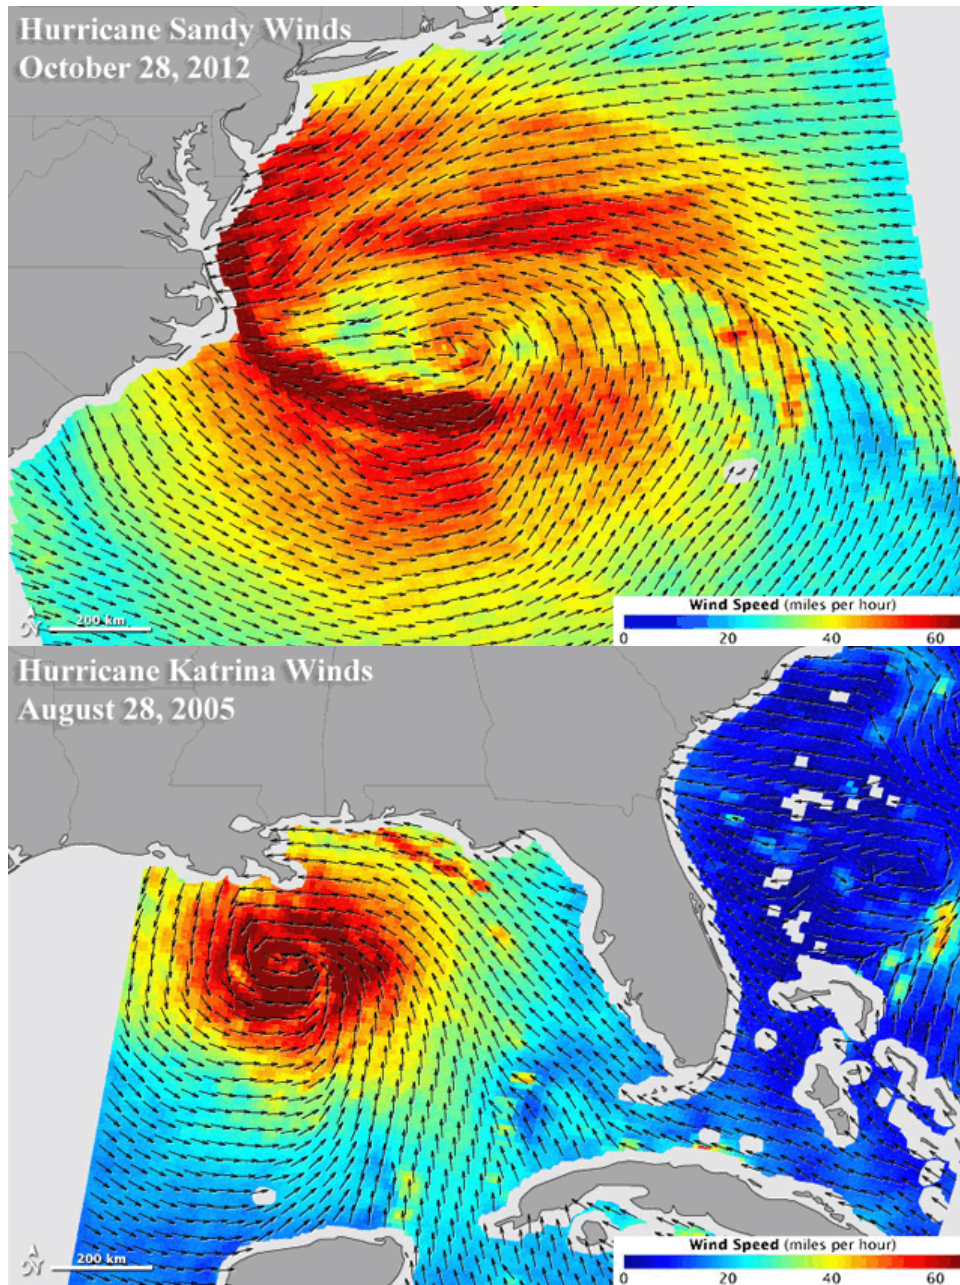 Hurricane Sandy Winds
October 28, 2012
N
200 km
Wind Speed (miles per hour)
0 20 40 60
Hurricane Katrina Winds
August 28, 2005
N
200 km
Wind Speed (miles per hour)
0 20 40 60